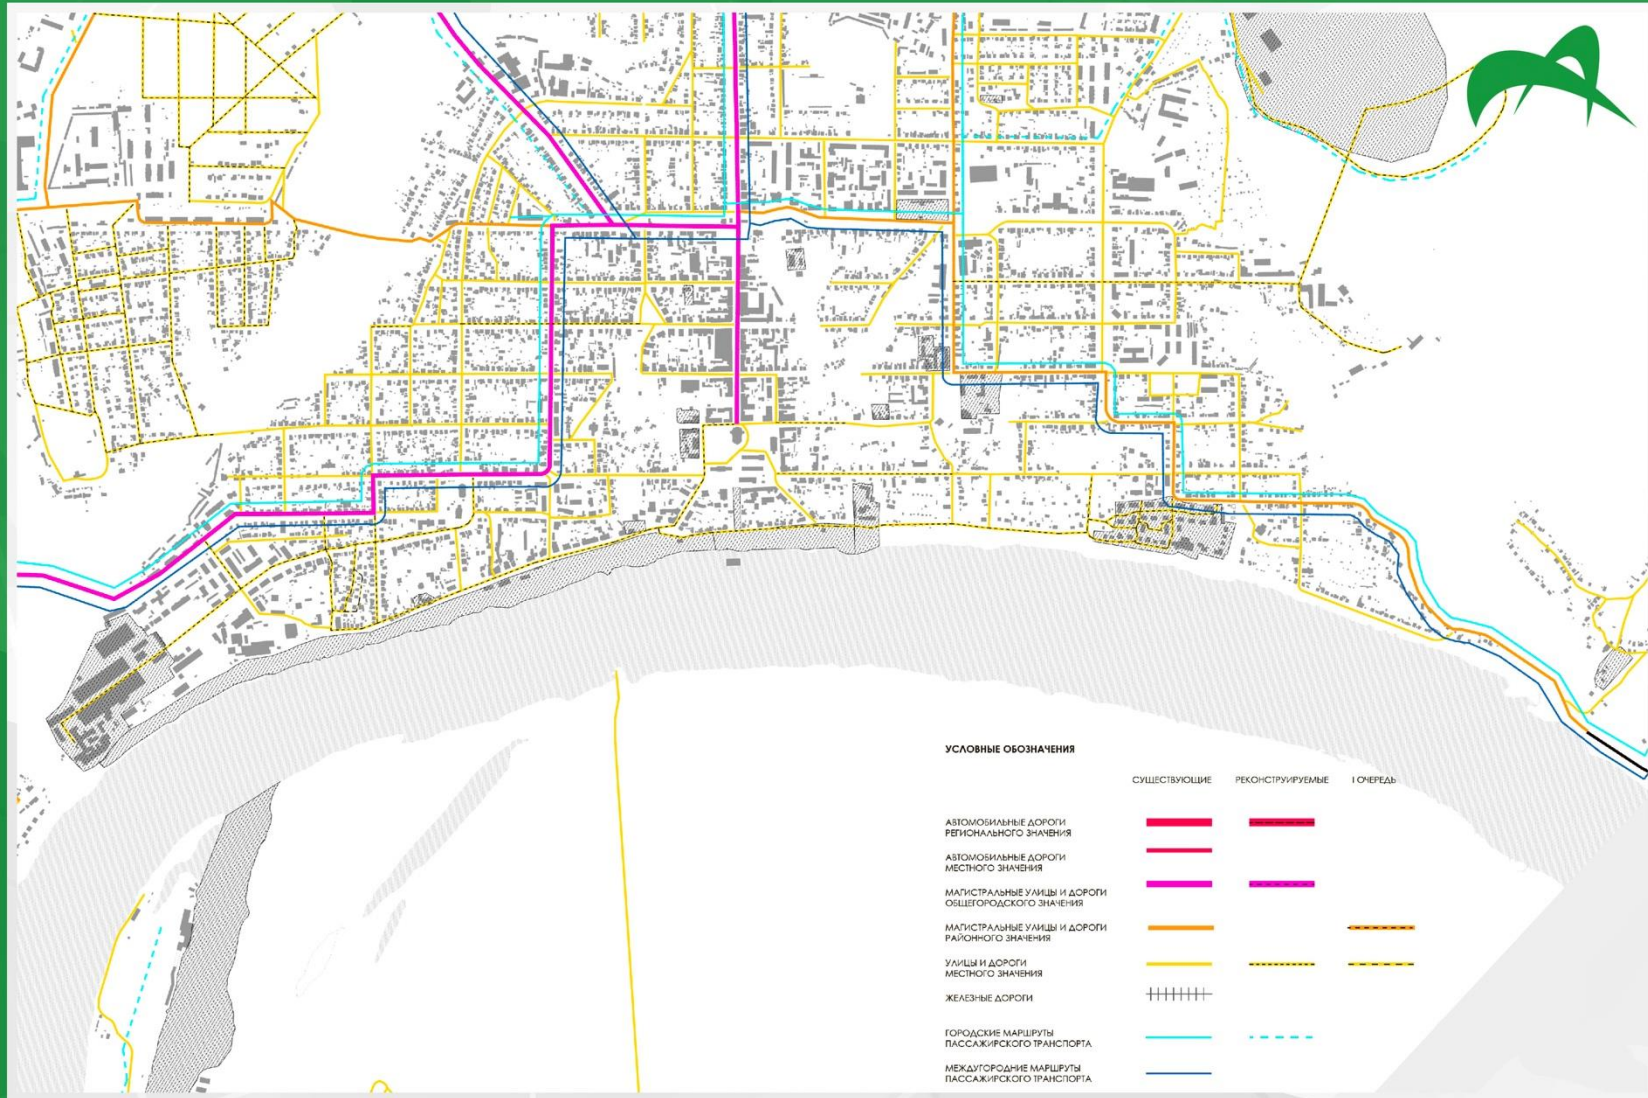 УСЛОВНЫЕ ОБОЗНАЧЕНИЯ
СУЩЕСТВУЮЩИЕ РЕКОНСТРУИРУЕМЫЕ I ОЧЕРЕДЬ
АВТОМОБИЛЬНЫЕ ДОРОГИ
РЕГИОНАЛЬНОГО ЗНАЧЕНИЯ
АВТОМОБИЛЬНЫЕ ДОРОГИ
МЕСТНОГО ЗНАЧЕНИЯ
МАГИСТРАЛЬНЫЕ УЛИЦЫ И ДОРОГИ
ОБЩЕГОРОДСКОГО ЗНАЧЕНИЯ
МАГИСТРАЛЬНЫЕ УЛИЦЫ И ДОРОГИ
РАЙОННОГО ЗНАЧЕНИЯ
УЛИЦЫ И ДОРОГИ
МЕСТНОГО ЗНАЧЕНИЯ
ЖЕЛЕЗНЫЕ ДОРОГИ
ГОРОДСКИЕ МАРШРУТЫ
ПАССАЖИРСКОГО ТРАНСПОРТА
МЕЖДУГОРОДНИЕ МАРШРУТЫ
ПАССАЖИРСКОГО ТРАНСПОРТА